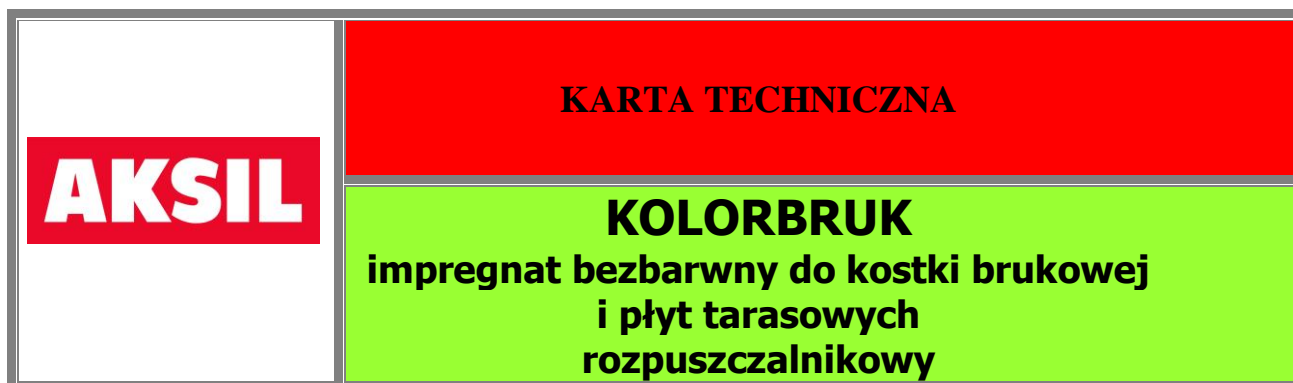 AKSIL
KARTA TECHNICZNA
KOLORBRUK
impregnat bezbarwny do kostki brukowej
i płyt tarasowych
rozpuszczalnikowy